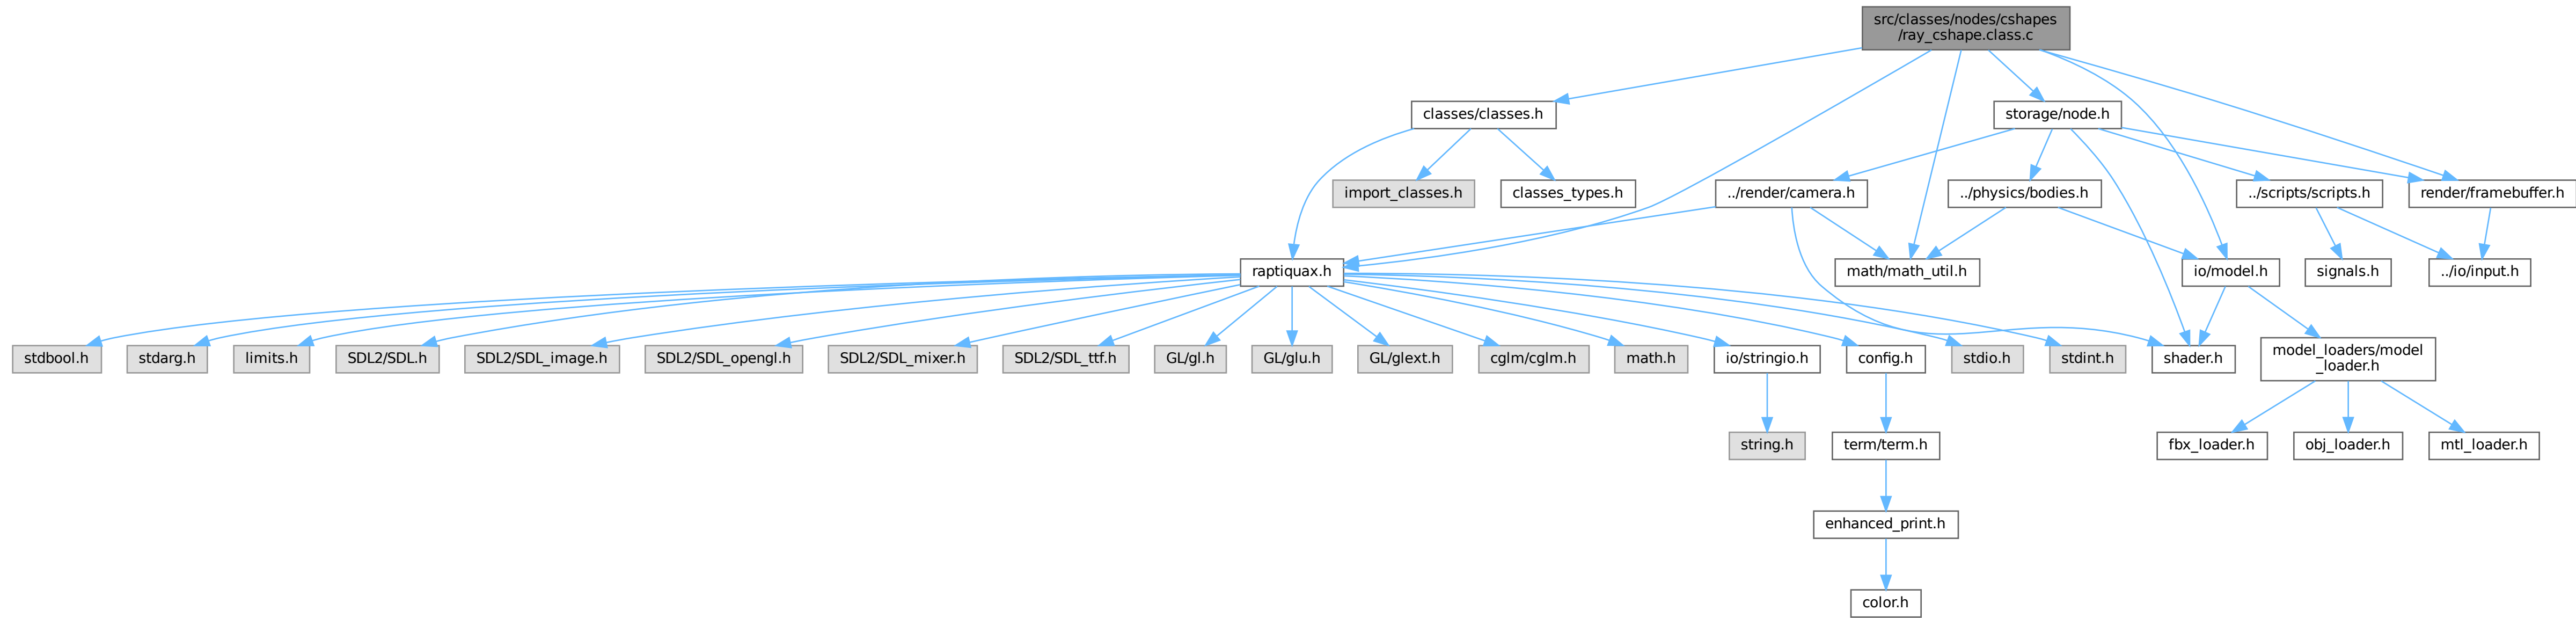 src/classes/nodes/cshapes
/ray_cshape.class.c
classes/classes.h
storage/node.h
import_classes.h
classes_types.h
../render/camera.h
../physics/bodies.h
../scripts/scripts.h
render/framebuffer.h
raptiquax.h
math/math_util.h
io/model.h
signals.h
../io/input.h
stdbool.h
stdarg.h
limits.h
SDL2/SDL.h
SDL2/SDL_image.h
SDL2/SDL_opengl.h
SDL2/SDL_mixer.h
SDL2/SDL_ttf.h
GL/gl.h
GL/glu.h
GL/glext.h
cglm/cglm.h
math.h
io/stringio.h
config.h
stdio.h
stdint.h
shader.h
model_loaders/model
_loader.h
string.h
term/term.h
fbx_loader.h
obj_loader.h
mtl_loader.h
enhanced_print.h
color.h